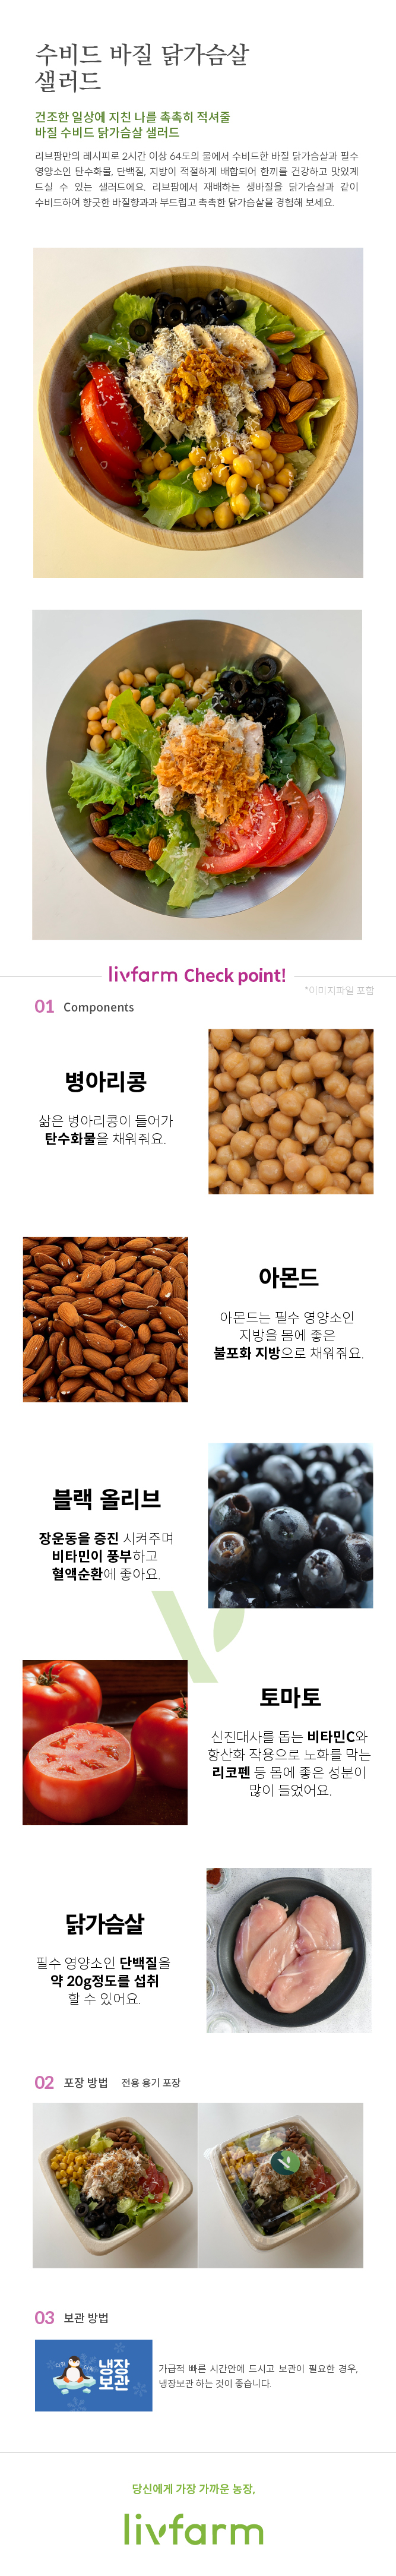 수비드 바질 닭가슴살
샐러드
건조한 일상에 지친 나를 촉촉히 적셔줄
바질 수비드 닭가슴살 샐러드
리브팜만의 레시피로 2시간 이상 64도의 물에서 수비드한 바질 닭가슴살과 필수
영양소인 탄수화물, 단백질, 지방이 적절하게 배합되어 한끼를 건강하고 맛있게
드실 수 있는 샐러드에요. 리브팜에서 재배하는 생바질을 닭가슴살과 같이
수비드하여 향긋한 바질향과과 부드럽고 촉촉한 닭가슴살을 경험해 보세요.
livfarm Check point!
*이미지파일 포함
01 Components
병아리콩
삶은 병아리콩이 들어가
탄수화물을 채워줘요.
아몬드
아몬드는 필수 영양소인
지방을 몸에 좋은
불포화 지방으로 채워줘요.
블랙 올리브
장운동을 증진 시켜주며
비타민이 풍부하고
혈액순환에 좋아요.
토마토
신진대사를 돕는 비타민C와
항산화 작용으로 노화를 막는
리코펜 등 몸에 좋은 성분이
많이 들었어요.
닭가슴살
필수 영양소인 단백질을
약 20g정도를 섭취
할 수 있어요.
02 포장 방법 전용 용기 포장
03 보관 방법
냉장
보관
가급적 빠른 시간안에 드시고 보관이 필요한 경우,
냉장보관 하는 것이 좋습니다.
당신에게 가장 가까운 농장,
livfarm